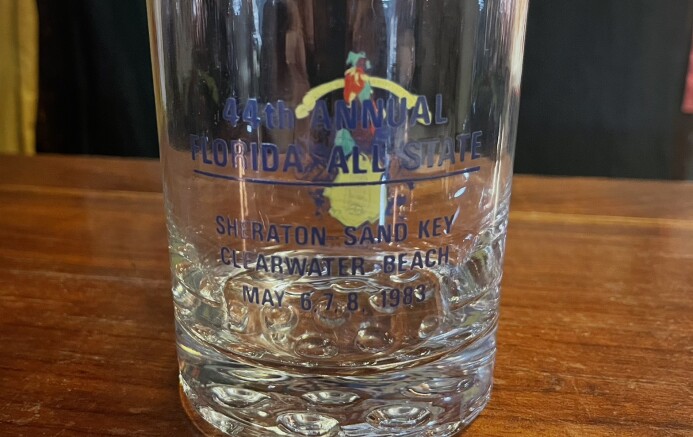 44th ANNUAL
FLORIDA ALL STATE
SHERATON SAND KEY
CLEARWATER BEACH
MAY 6, 7, 8, 1983